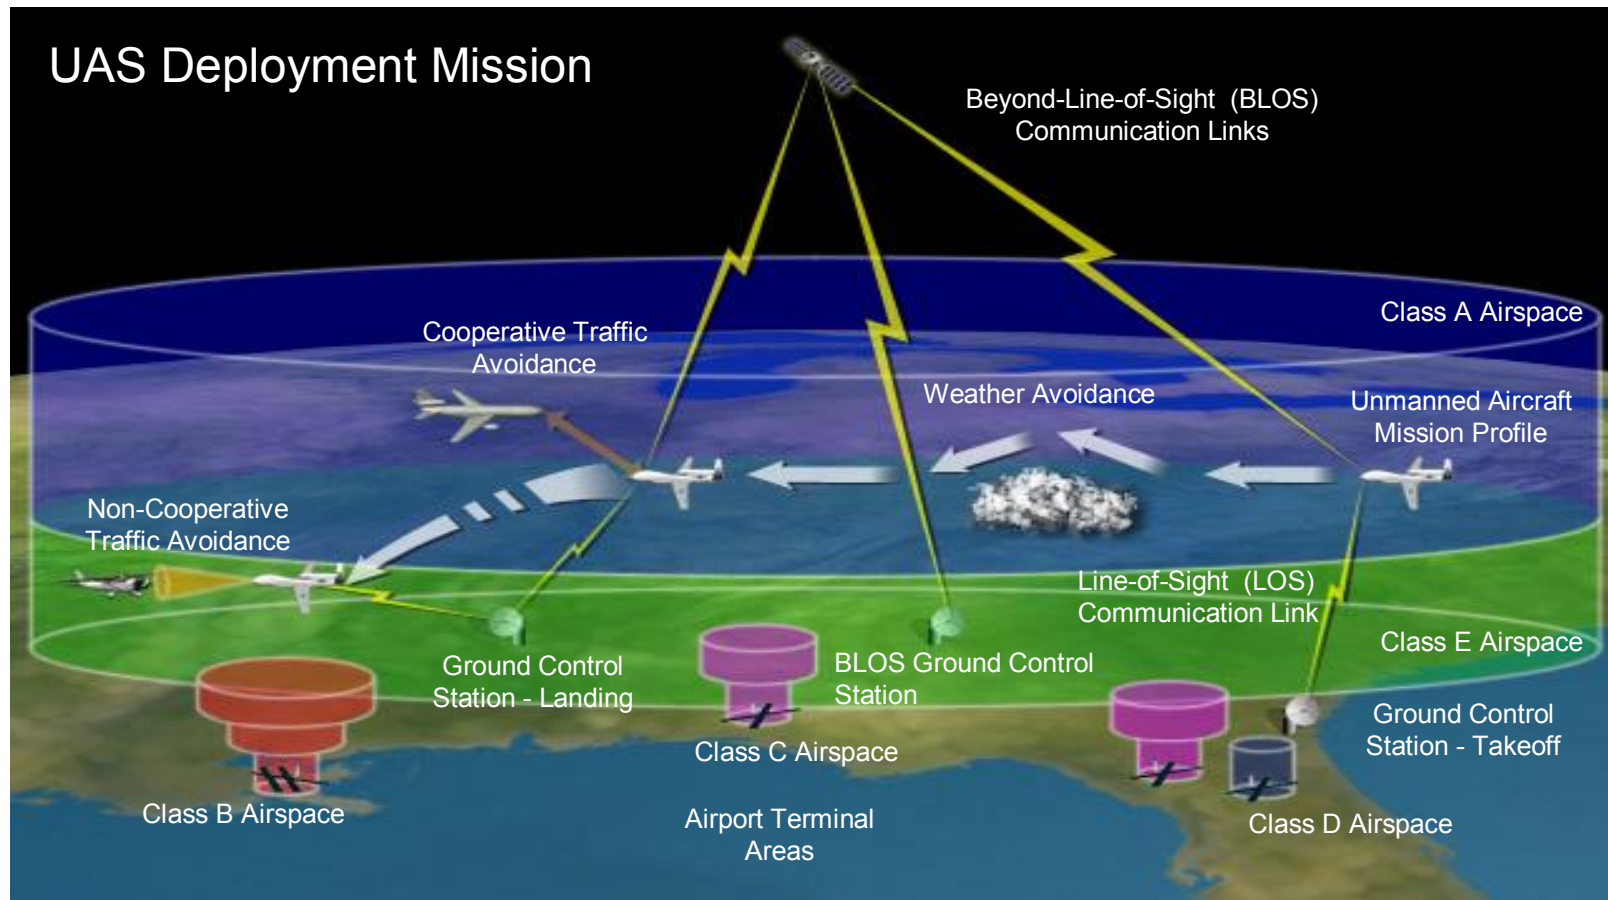 UAS Deployment Mission
Beyond-Line-of-Sight (BLOS)
Communication Links
Class A Airspace
Cooperative Traffic
Avoidance
Weather Avoidance
Unmanned Aircraft
Mission Profile
Non-Cooperative
Traffic Avoidance
Line-of-Sight (LOS)
Communication Link
Class E Airspace
Ground Control
Station - Landing
BLOS Ground Control
Station
Ground Control
Station - Takeoff
Class C Airspace
Class B Airspace
Airport Terminal
Areas
Class D Airspace